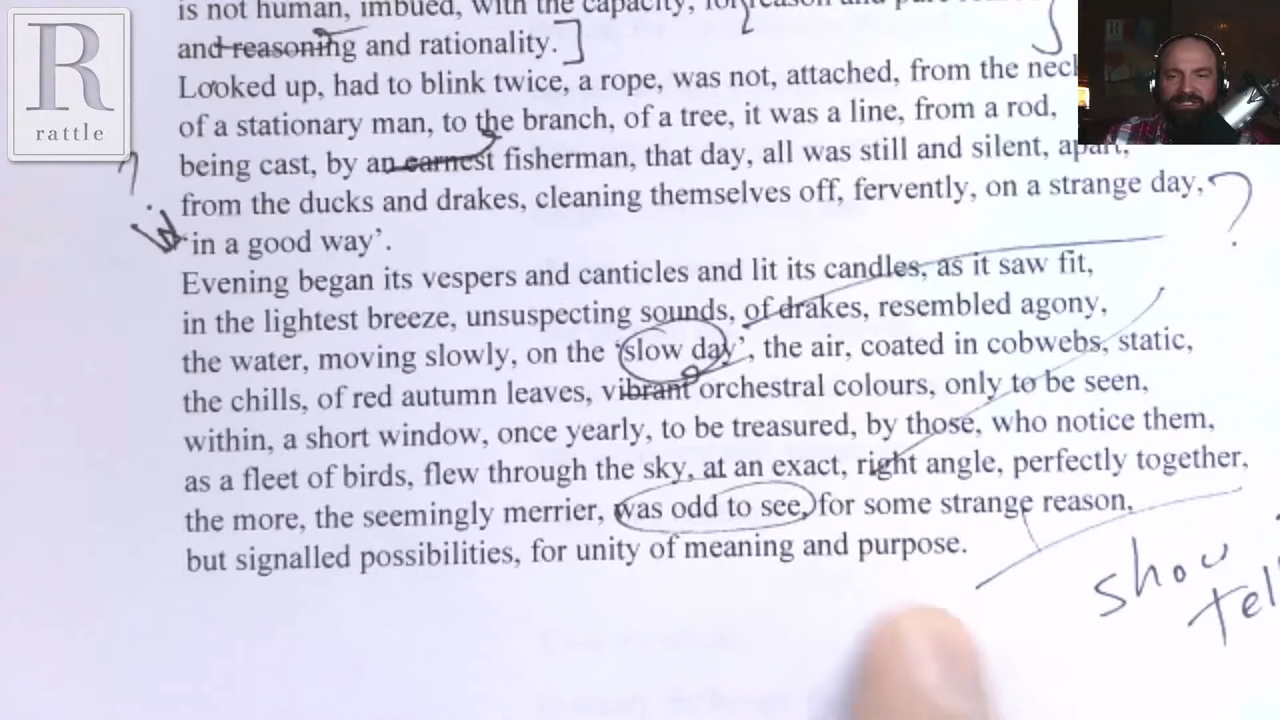 R
rattle
is not human, imbued, with the capacity, for reason and pure
and reasoning and rationality.
Looked up, had to blink twice, a rope, was not, attached, from the neck
of a stationary man, to the branch, of a tree, it was a line, from a rod,
being cast, by an earnest fisherman, that day, all was still and silent, apart,
from the ducks and drakes, cleaning themselves off, fervently, on a strange day,
'in a good way'.
?
Evening began its vespers and canticles and lit its candles, as it saw fit,
in the lightest breeze, unsuspecting sounds, of drakes, resembled agony,
the water, moving slowly, on the 'slow day', the air, coated in cobwebs, static,
the chills, of red autumn leaves, vibrant orchestral colours, only to be seen,
within, a short window, once yearly, to be treasured, by those, who notice them,
as a fleet of birds, flew through the sky, at an exact, right angle, perfectly together,
the more, the seemingly merrier, was odd to see, for some strange reason,
but signalled possibilities, for unity of meaning and purpose.
show
tell